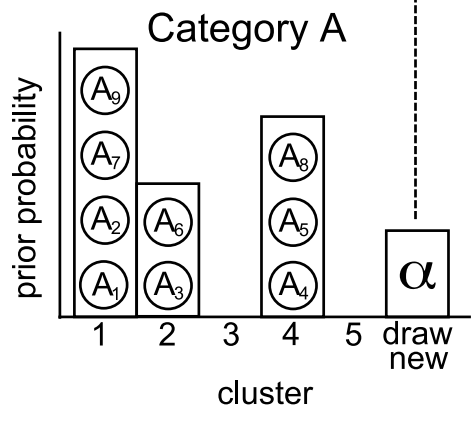 Category A
prior probability
A9
A7
A2
A1
A6
A3
A8
A5
A4
α
1 2 3 4 5 draw
new
cluster